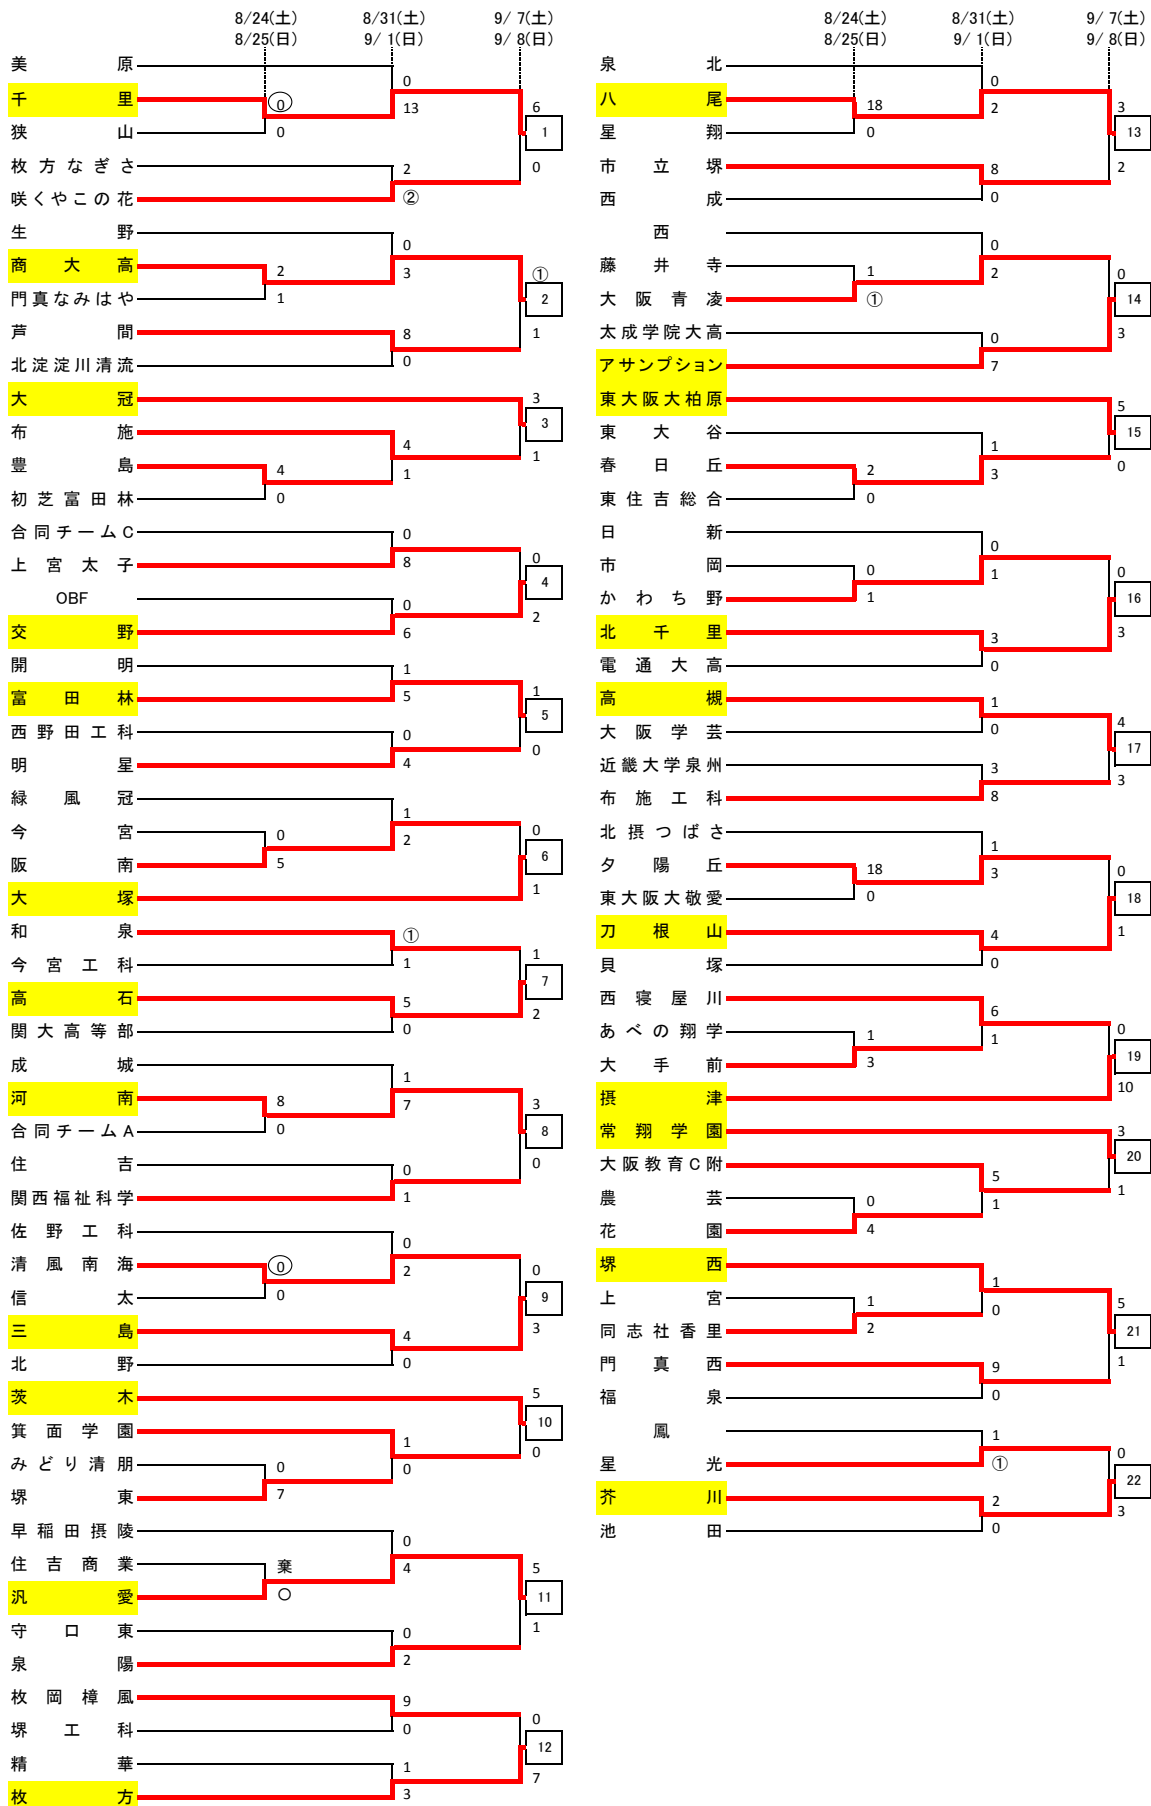 8/24(土) 8/31(土) 9/ 7(土)
8/25(日) 9/ 1(日) 9/ 8(日)
美原
0
千里 0 13 6
1
狭山 0
枚方なぎさ 2 0
咲くやこの花 ②
生野
0
商大高 2 3 ①
2
門真なみはや 1
芦間 8 1
北淀淀川清流 0
大冠 3
3
布施 4 1
豊島 4 1
初芝富田林 0
合同チームC 0
上宮太子 8 0
4
OBF 0 2
交野 6
開明 1
富田林 5 1
5
西野田工科 0 0
明星 4
緑風冠
1
今宮 0 2 0
6
阪南 5
大塚 1
和泉 ①
今宮工科 1 1
7
高石 5 2
関大高等部 0
成城
1
河南 8 7 3
8
合同チームA 0
住吉 0 0
関西福祉科学 1
佐野工科
0
清風南海 0 2 0
9
信太 0
三島 4 3
北野 0
茨木 5
10
箕面学園 1 0
みどり清朋 0 0
堺東 7
早稲田摂陵
0
住吉商業 棄 4 5
11
汎愛 ○
守口東 0 1
泉陽 2
枚岡樟風 9
堺工科 0 0
12
精華 1 7
枚方 3
8/24(土) 8/31(土) 9/ 7(土)
8/25(日) 9/ 1(日) 9/ 8(日)
泉北
0
八尾 18 2 3
13
星翔 0
市立堺 8 2
西成 0
西
0
藤井寺 1 2 0
14
大阪青凌 ①
太成学院大高 0 3
アサンプション 7
東大阪大柏原 5
15
東大谷 1
春日丘 2 3 0
東住吉総合 0
日新
0
市岡 0 1 0
16
かわち野 1
北千里 3 3
電通大高 0
高槻 1
大阪学芸 0 4
17
近畿大学泉州 3 3
布施工科 8
北摂つばさ
1
夕陽丘 18 3 0
18
東大阪大敬愛 0
刀根山 4 1
貝塚 0
西寝屋川 6
あべの翔学 1 1 0
19
大手前 3
摂津 10
常翔学園 3
20
大阪教育C附 5 1
農芸 0 1
花園 4
堺西 1
上宮 1 0 5
21
同志社香里 2
門真西 9 1
福泉 0
鳳 1
星光 ① 0
22
芥川 2 3
池田 0